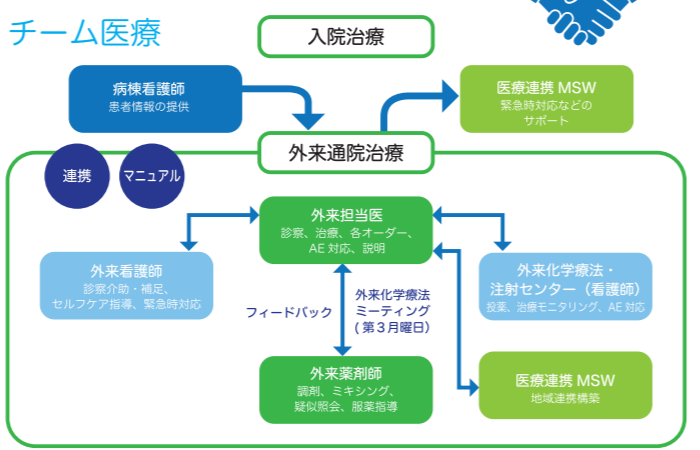 チーム医療
入院治療
病棟看護師
患者情報の提供
医療連携 MSW
緊急時対応などの
サポート
外来通院治療
連携
マニュアル
外来担当医
診察、治療、各オーダー、
AE 対応、説明
外来看護師
診察介助・補足、
セルフケア指導、緊急時対応
外来化学療法・
注射センター（看護師）
投薬、治療モニタリング、AE 対応
フィードバック
外来化学療法
ミーティング
(第３月曜日）
外来薬剤師
調剤、ミキシング、
疑似照会、服薬指導
医療連携 MSW
地域連携構築